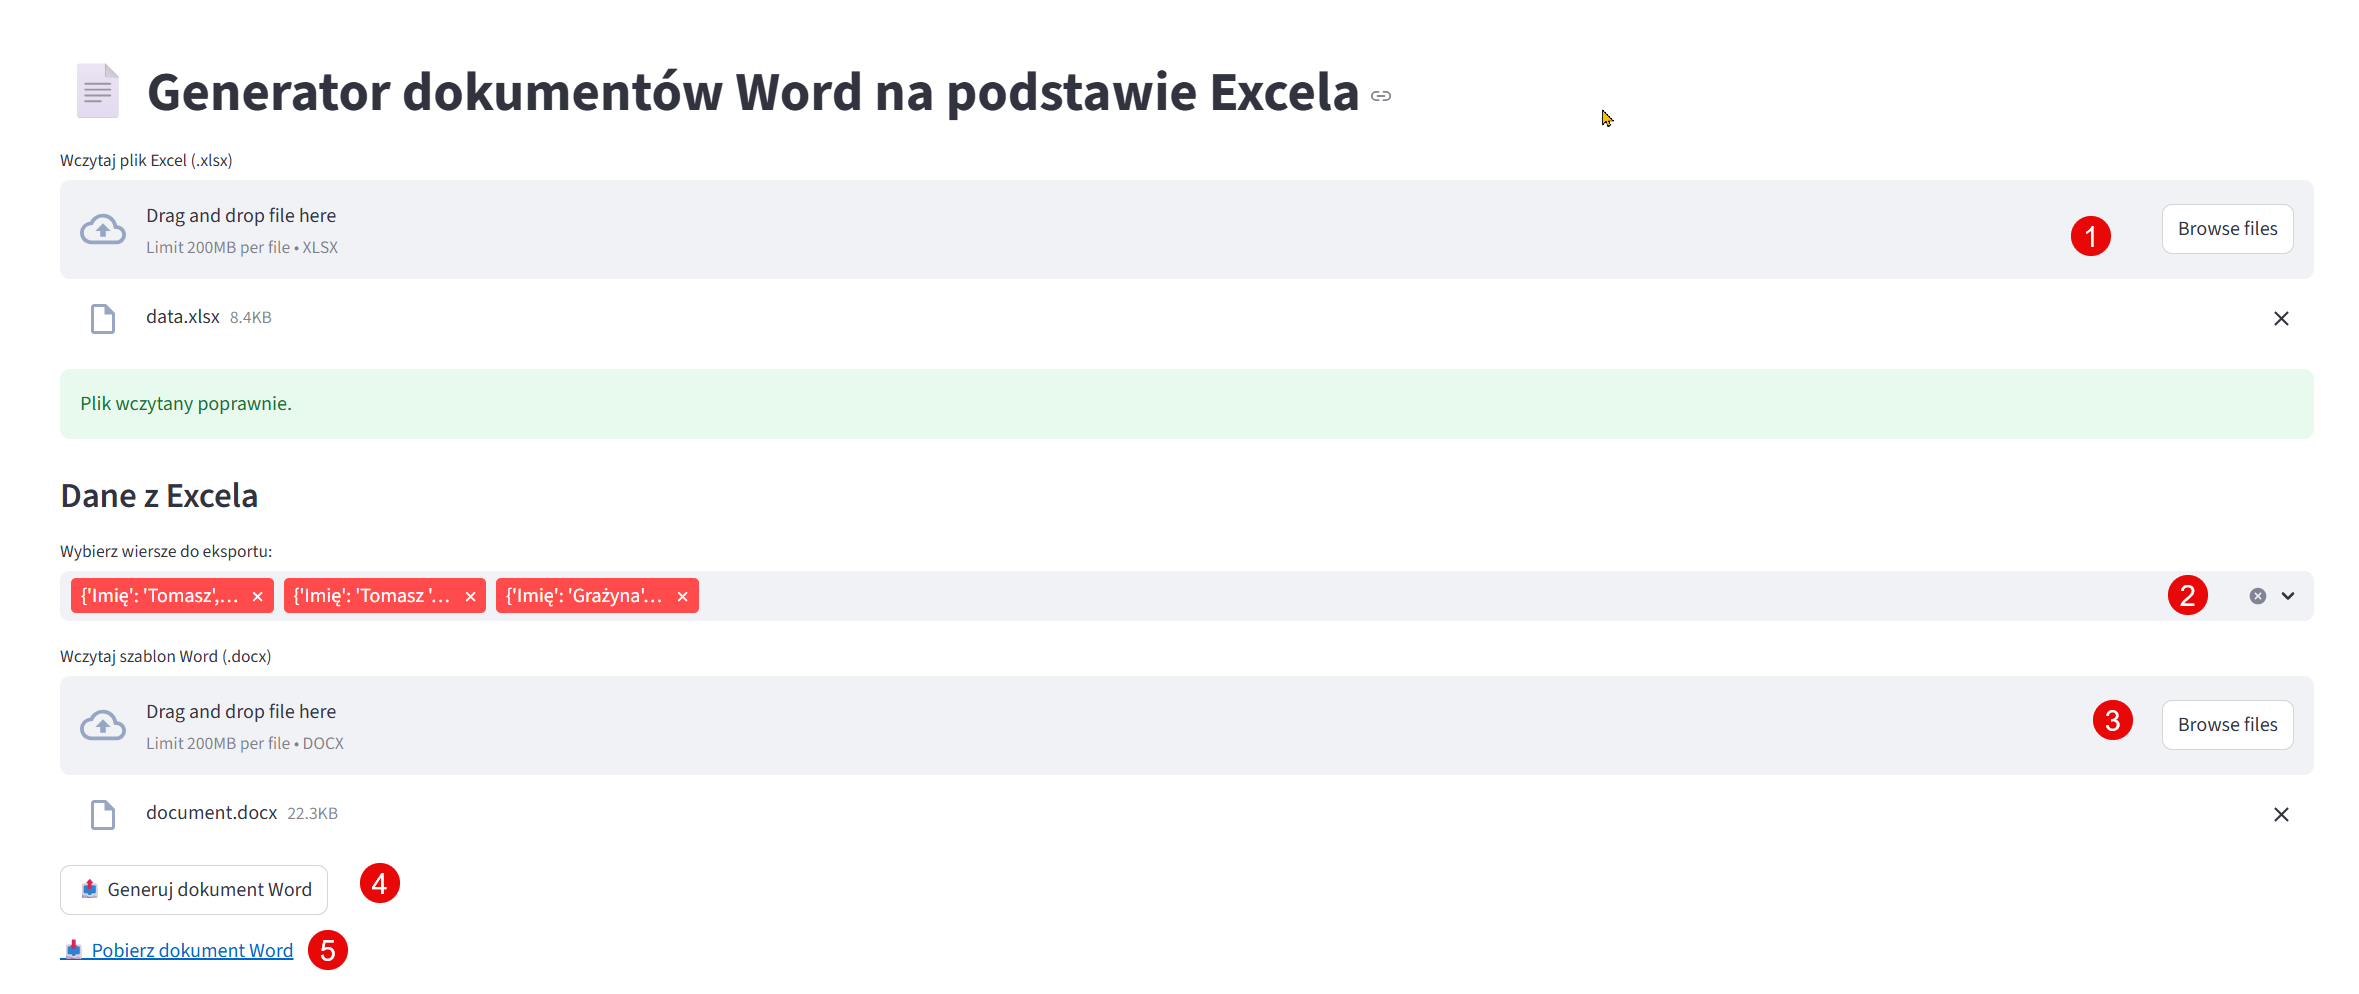 Generator dokumentów Word na podstawie Excela
Wczytaj plik Excel (.xlsx)
Drag and drop file here
Limit 200MB per file • XLSX
1
Browse files
data.xlsx 8.4KB
Plik wczytany poprawnie.
Dane z Excela
Wybierz wiersze do eksportu:
{'Imię': 'Tomasz',... {'Imię': 'Tomasz '... {'Imię': 'Grażyna'... 2
Wczytaj szablon Word (.docx)
Drag and drop file here
Limit 200MB per file • DOCX
3
Browse files
document.docx 22.3KB
Generuj dokument Word 4
Pobierz dokument Word 5